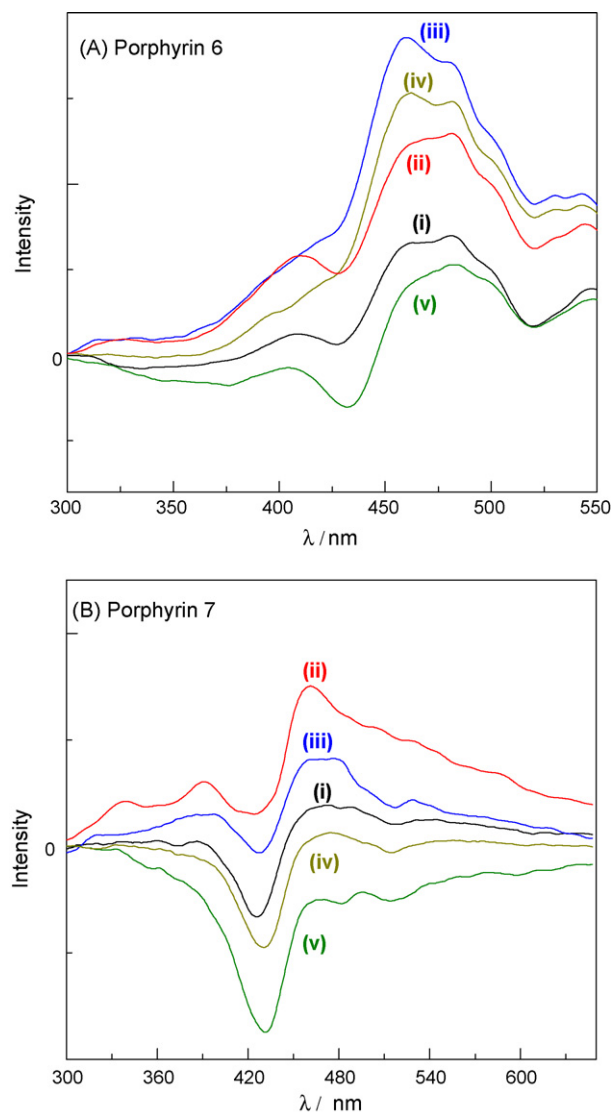 (A) Porphyrin 6
(iii)
(iv)
(ii)
(i)
(v)
Intensity
0
300 350 400 450 500 550
λ / nm
(B) Porphyrin 7
(ii)
(iii)
(i)
(iv)
(v)
Intensity
0
300 360 420 480 540 600
λ / nm